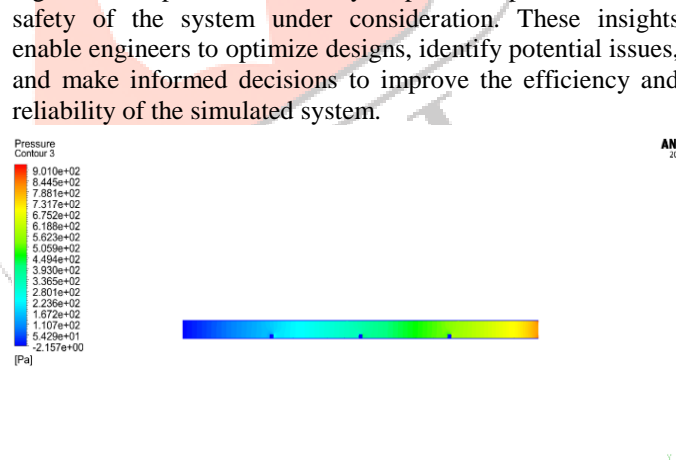 safety of the system under consideration. These insights
enable engineers to optimize designs, identify potential issues,
and make informed decisions to improve the efficiency and
reliability of the simulated system.
Pressure
Contour 3
9.010e+02
8.445e+02
7.881e+02
7.317e+02
6.752e+02
6.188e+02
5.623e+02
5.059e+02
4.494e+02
3.930e+02
3.365e+02
2.801e+02
2.236e+02
1.672e+02
1.107e+02
5.429e+01
-2.157e+00
[Pa]
AN
20
Y